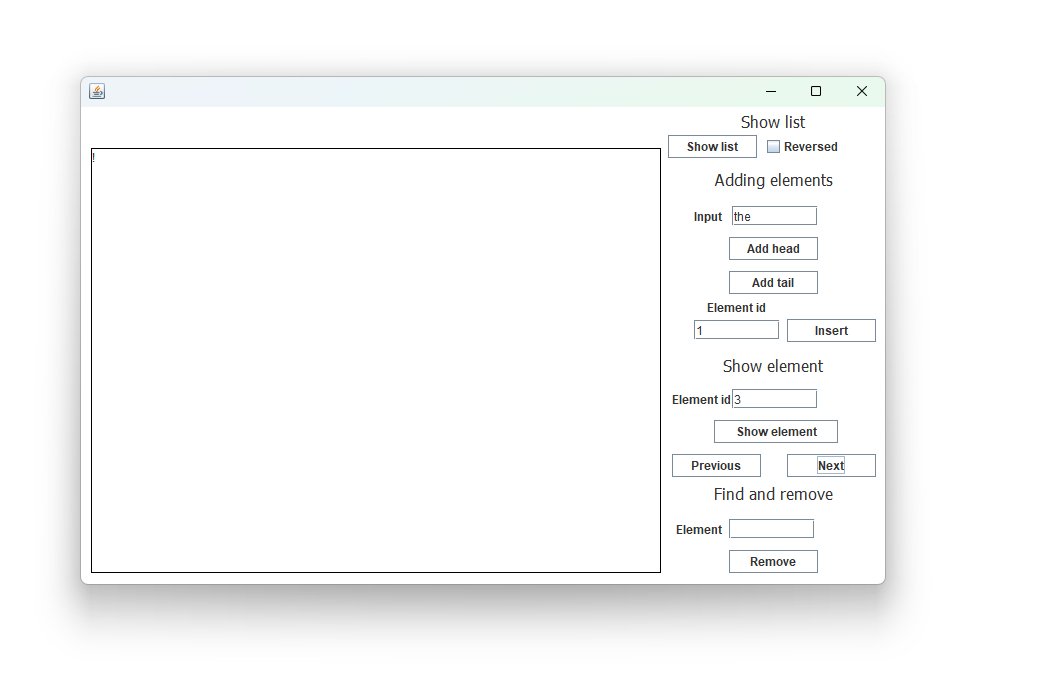 Show list
Show list Reversed
!
Adding elements
Input the
Add head
Add tail
Element id
1 Insert
Show element
Element id 3
Show element
Previous Next
Find and remove
Element
Remove